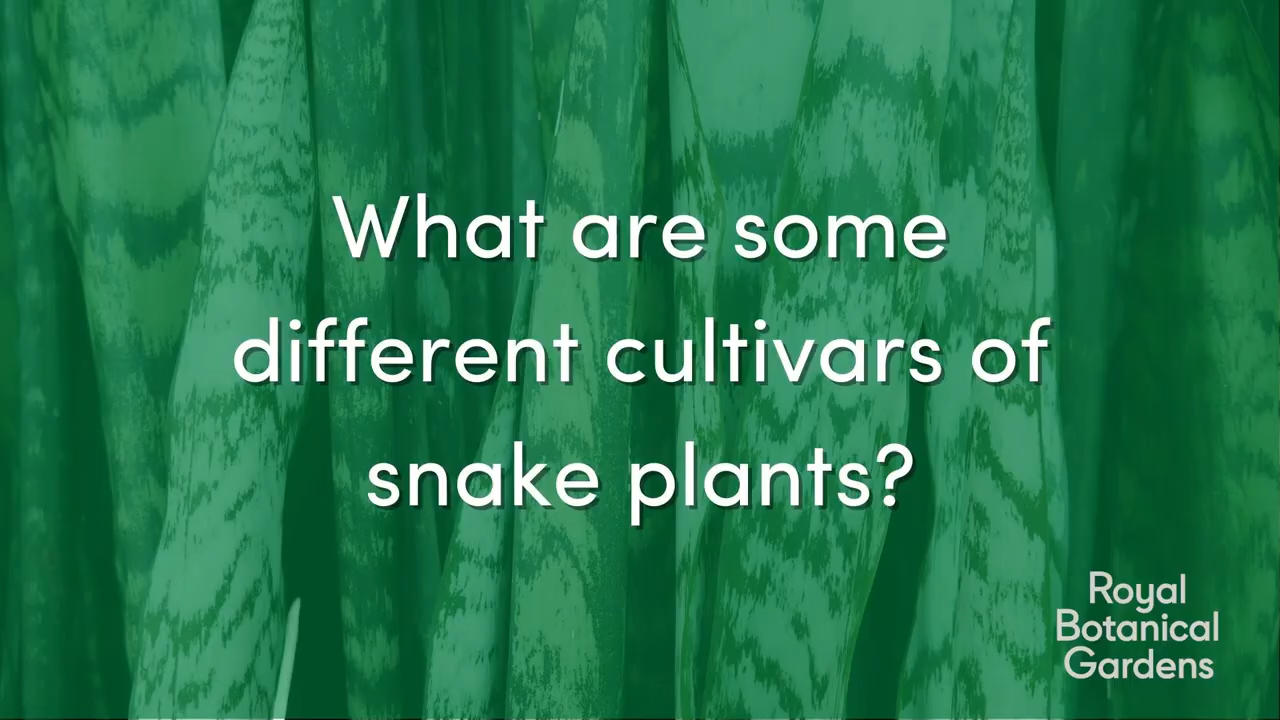 What are some
different cultivars of
snake plants?
Royal
Botanical
Gardens